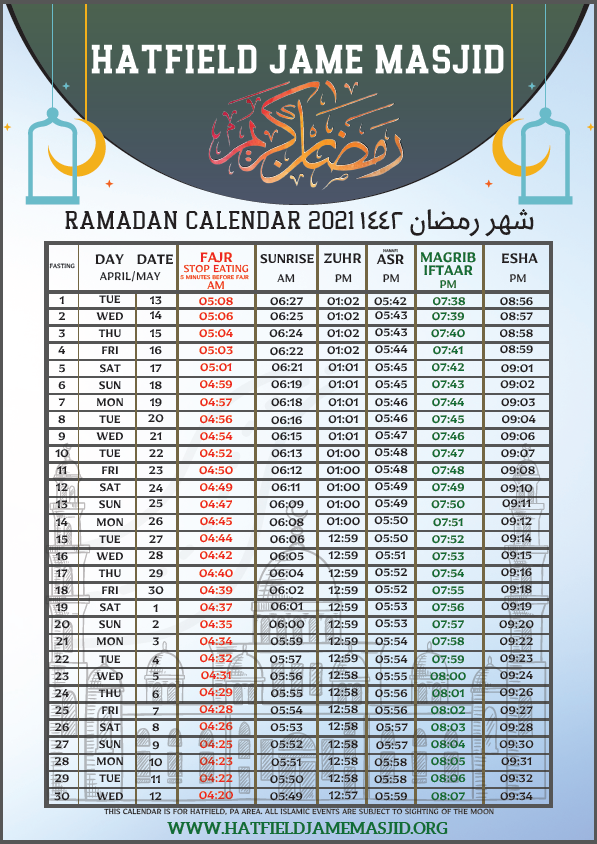 HATFIELD JAME MASJID
رمضان كريم
RAMADAN CALENDAR 2021 شهر رمضان ١٤٤٢
FASTING DAY DATE FAJR SUNRISE ZUHR HANAFI ASR MAGRIB ESHA
APRIL/MAY STOP EATING AM PM PM IFTAAR PM
5 MINUTES BEFORE FAJR
AM PM
1 TUE 13 05:08 06:27 01:02 05:42 07:38 08:56
2 WED 14 05:06 06:25 01:02 05:43 07:39 08:57
3 THU 15 05:04 06:24 01:02 05:43 07:40 08:58
4 FRI 16 05:03 06:22 01:02 05:44 07:41 08:59
5 SAT 17 05:01 06:21 01:01 05:45 07:42 09:01
6 SUN 18 04:59 06:19 01:01 05:45 07:43 09:02
7 MON 19 04:57 06:18 01:01 05:46 07:44 09:03
8 TUE 20 04:56 06:16 01:01 05:46 07:45 09:04
9 WED 21 04:54 06:15 01:01 05:47 07:46 09:06
10 TUE 22 04:52 06:13 01:00 05:48 07:47 09:07
11 FRI 23 04:50 06:12 01:00 05:48 07:48 09:08
12 SAT 24 04:49 06:11 01:00 05:49 07:49 09:10
13 SUN 25 04:47 06:09 01:00 05:49 07:50 09:11
14 MON 26 04:45 06:08 01:00 05:50 07:51 09:12
15 TUE 27 04:44 06:06 12:59 05:50 07:52 09:14
16 WED 28 04:42 06:05 12:59 05:51 07:53 09:15
17 THU 29 04:40 06:04 12:59 05:52 07:54 09:16
18 FRI 30 04:39 06:02 12:59 05:52 07:55 09:18
19 SAT 1 04:37 06:01 12:59 05:53 07:56 09:19
20 SUN 2 04:35 06:00 12:59 05:53 07:57 09:20
21 MON 3 04:34 05:59 12:59 05:54 07:58 09:22
22 TUE 4 04:32 05:57 12:59 05:54 07:59 09:23
23 WED 5 04:31 05:56 12:58 05:55 08:00 09:24
24 THU 6 04:29 05:55 12:58 05:56 08:01 09:26
25 FRI 7 04:28 05:54 12:58 05:56 08:02 09:27
26 SAT 8 04:26 05:53 12:58 05:57 08:03 09:28
27 SUN 9 04:25 05:52 12:58 05:57 08:04 09:30
28 MON 10 04:23 05:51 12:58 05:58 08:05 09:31
29 TUE 11 04:22 05:50 12:58 05:58 08:06 09:32
30 WED 12 04:20 05:49 12:57 05:59 08:07 09:34
THIS CALENDAR IS FOR HATFIELD, PA AREA. ALL ISLAMIC EVENTS ARE SUBJECT TO SIGHTING OF THE MOON
WWW.HATFIELDJAMEMASJID.ORG